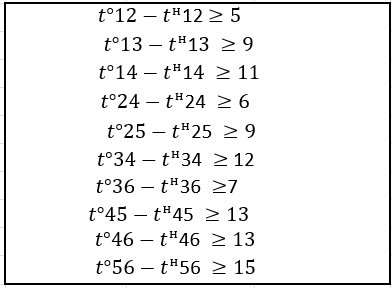 t°12 − tᴴ12 ≥ 5
t°13 − tᴴ13 ≥ 9
t°14 − tᴴ14 ≥ 11
t°24 − tᴴ24 ≥ 6
t°25 − tᴴ25 ≥ 9
t°34 − tᴴ34 ≥ 12
t°36 − tᴴ36 ≥7
t°45 − tᴴ45 ≥ 13
t°46 − tᴴ46 ≥ 13
t°56 − tᴴ56 ≥ 15